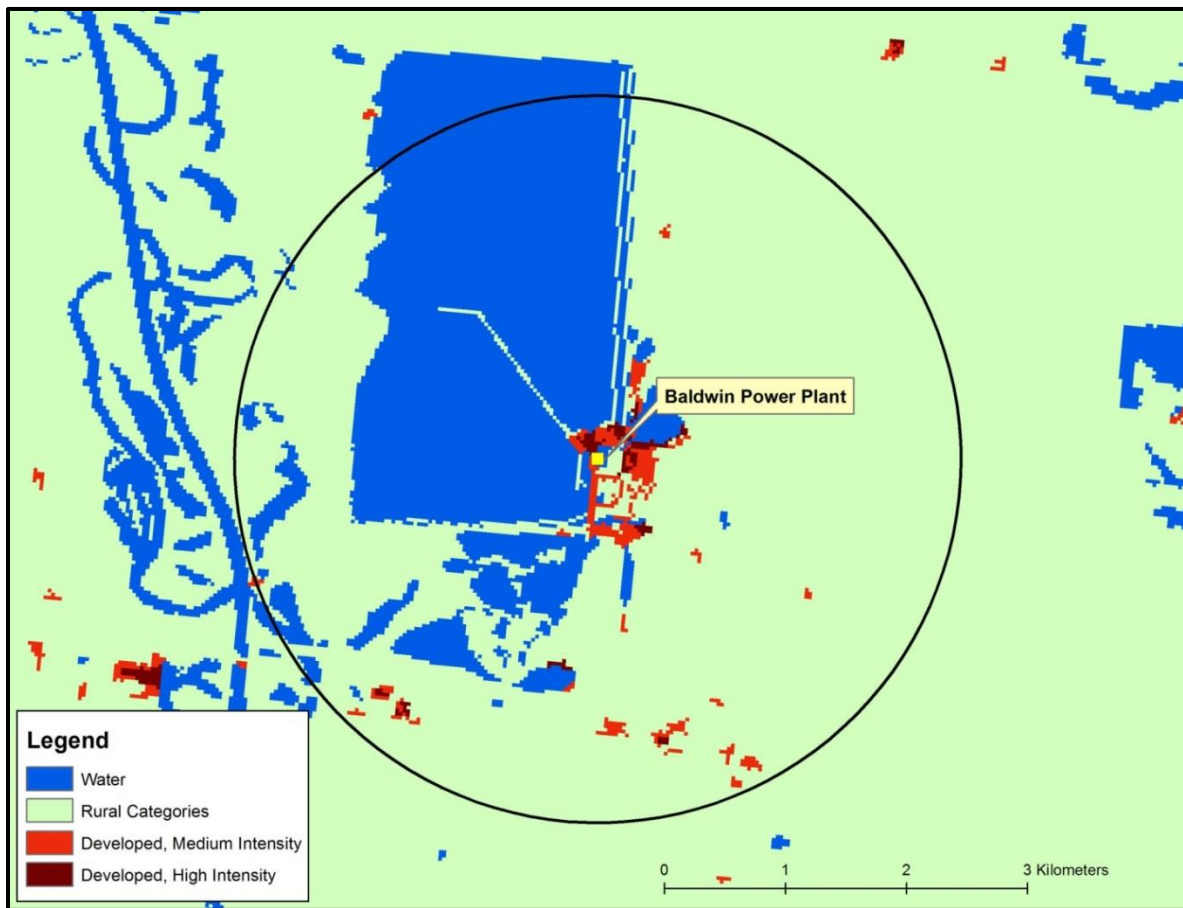 Baldwin Power Plant
Legend
Water
Rural Categories
Developed, Medium Intensity
Developed, High Intensity
0 1 2 3 Kilometers